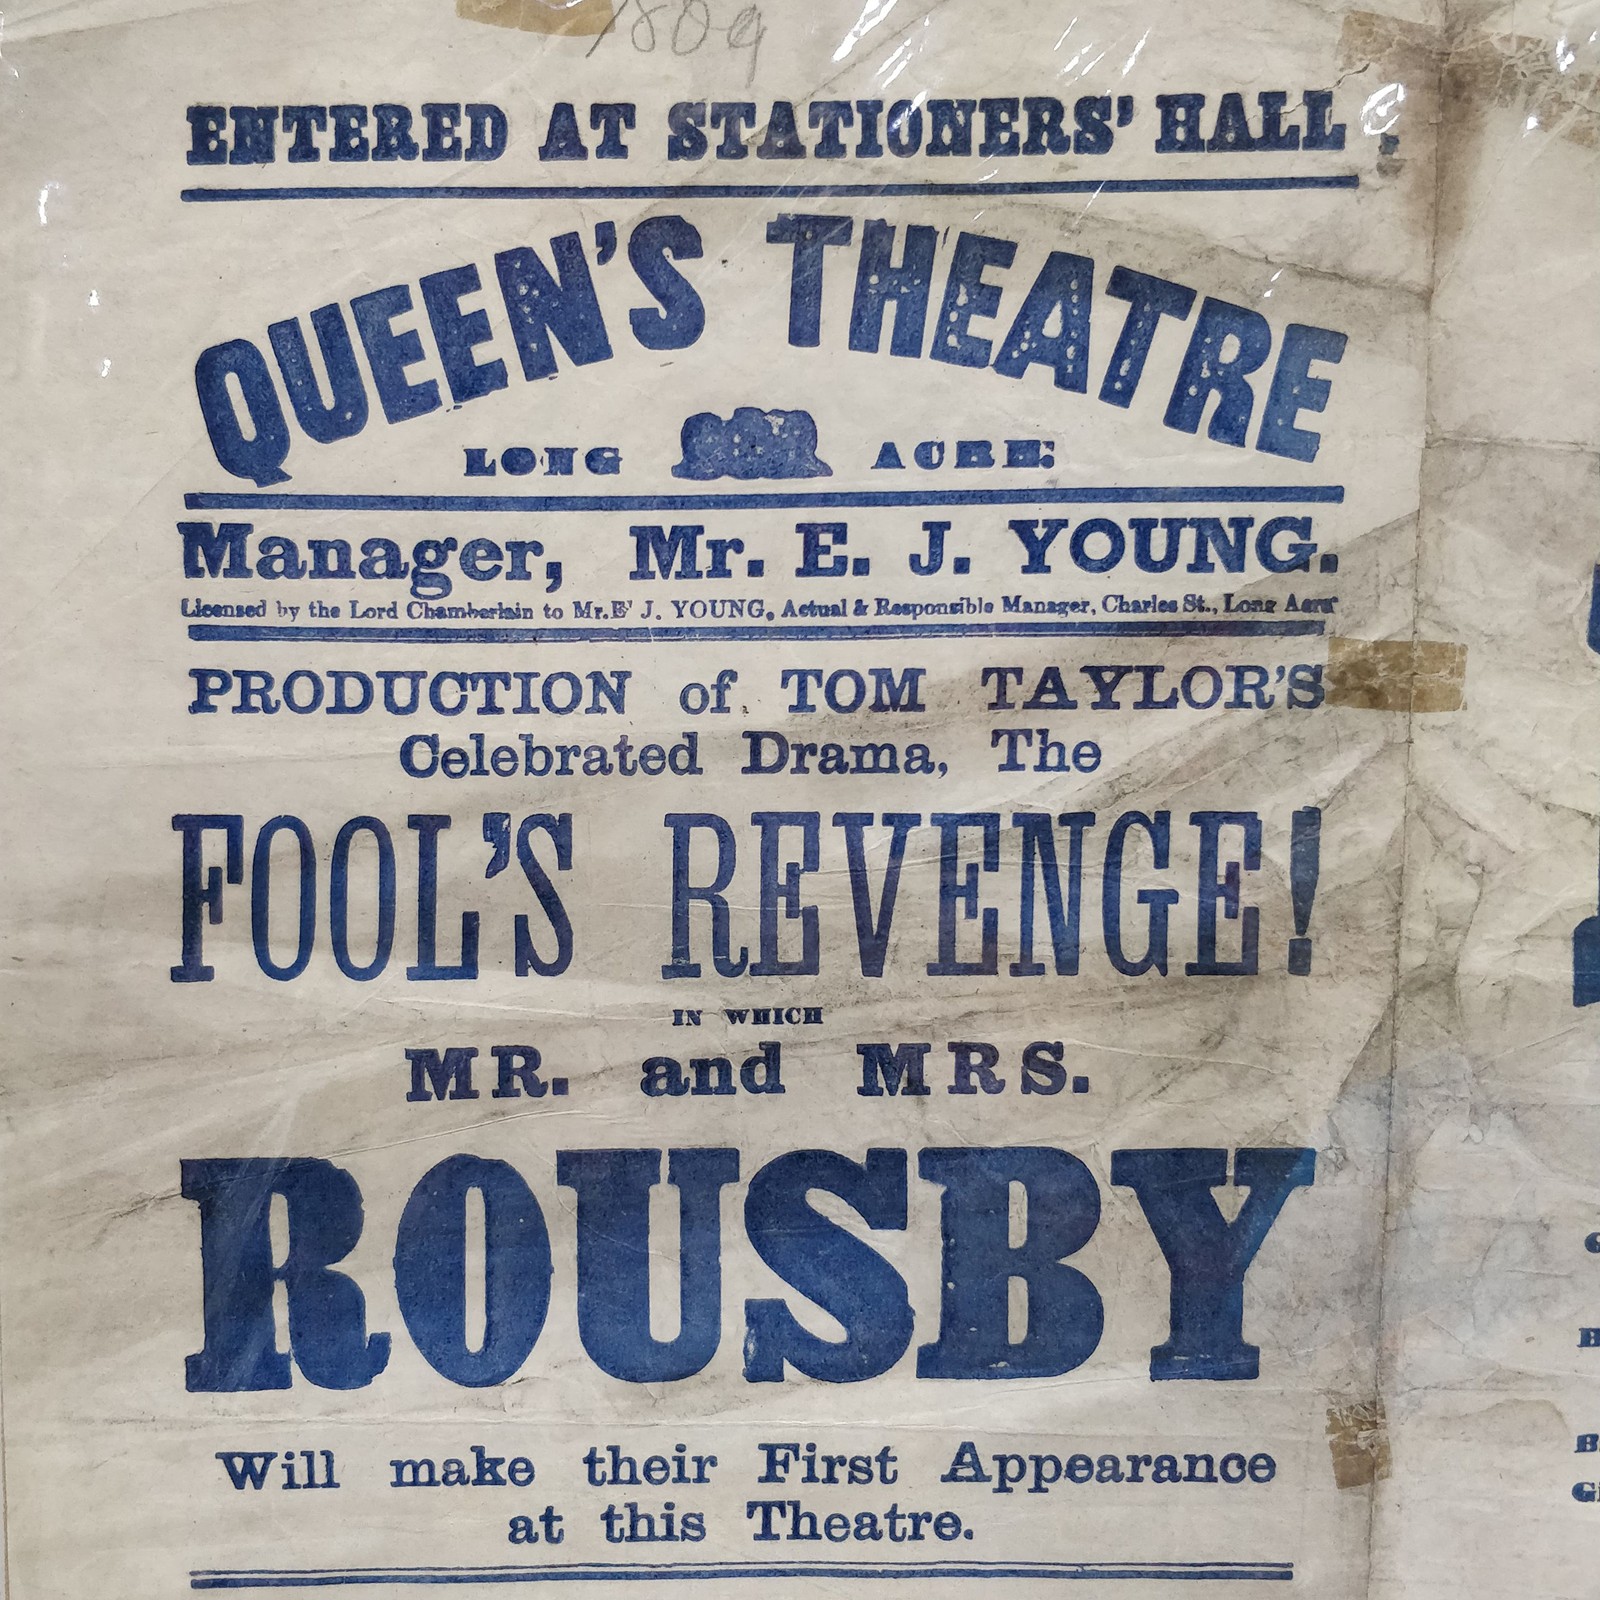 1809
ENTERED AT STATIONERS' HALL
QUEEN'S THEATRE
LONG ACRE.
Manager, Mr. E. J. YOUNG.
Licensed by the Lord Chamberlain to Mr. E. J. YOUNG, Actual & Responsible Manager, Charles St., Long Acre
PRODUCTION of TOM TAYLOR'S
Celebrated Drama, The
FOOL'S REVENGE!
IN WHICH
MR. and MRS.
ROUSBY
Will make their First Appearance
at this Theatre.